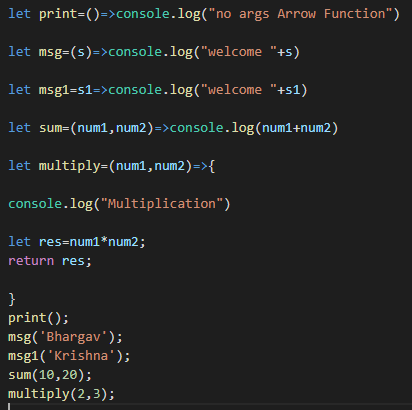 let print=()=>console.log("no args Arrow Function")
let msg=(s)=>console.log("welcome "+s)
let msg1=s1=>console.log("welcome "+s1)
let sum=(num1,num2)=>console.log(num1+num2)
let multiply=(num1,num2)=>{
console.log("Multiplication")
let res=num1*num2;
return res;
}
print();
msg('Bhargav');
msg1('Krishna');
sum(10,20);
multiply(2,3);